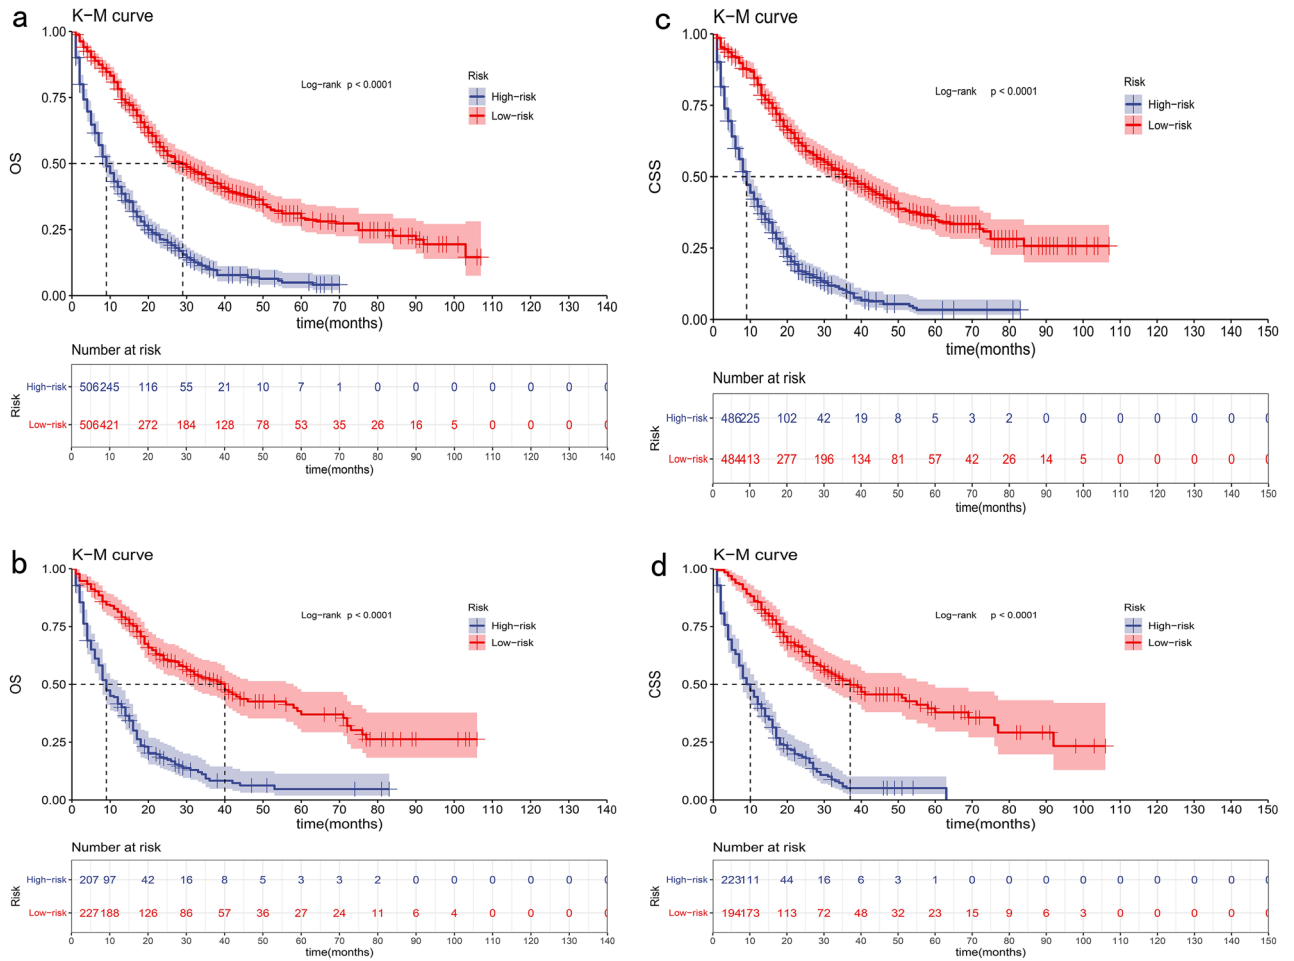 a
K−M curve
1.00
0.75
0.50
0.25
0.00
OS
Log−rank p < 0.0001
Risk
High−risk
Low−risk
0 10 20 30 40 50 60 70 80 90 100 110 120 130 140
time(months)
Number at risk
Risk
High−risk 506 245 116 55 21 10 7 1 0 0 0 0 0 0
Low−risk 506 421 272 184 128 78 53 35 26 16 5 0 0 0 0
0 10 20 30 40 50 60 70 80 90 100 110 120 130 140
time(months)
c
K−M curve
1.00
0.75
0.50
0.25
0.00
CSS
Log−rank p < 0.0001
Risk
High−risk
Low−risk
0 10 20 30 40 50 60 70 80 90 100 110 120 130 140 150
time(months)
Number at risk
Risk
High−risk 486 225 102 42 19 8 5 3 2 0 0 0 0 0 0 0
Low−risk 484 413 277 196 134 81 57 42 26 14 5 0 0 0 0 0
0 10 20 30 40 50 60 70 80 90 100 110 120 130 140 150
time(months)
b
K−M curve
1.00
0.75
0.50
0.25
0.00
OS
Log−rank p < 0.0001
Risk
High−risk
Low−risk
0 10 20 30 40 50 60 70 80 90 100 110 120 130 140
time(months)
Number at risk
Risk
High−risk 207 97 42 16 8 5 3 3 2 0 0 0 0 0 0
Low−risk 227 188 126 86 57 36 27 24 11 6 4 0 0 0 0
0 10 20 30 40 50 60 70 80 90 100 110 120 130 140
time(months)
d
K−M curve
1.00
0.75
0.50
0.25
0.00
CSS
Log−rank p < 0.0001
Risk
High−risk
Low−risk
0 10 20 30 40 50 60 70 80 90 100 110 120 130 140 150
time(months)
Number at risk
Risk
High−risk 223 111 44 16 6 3 1 0 0 0 0 0 0 0 0 0
Low−risk 194 173 113 72 48 32 23 15 9 6 3 0 0 0 0 0
0 10 20 30 40 50 60 70 80 90 100 110 120 130 140 150
time(months)